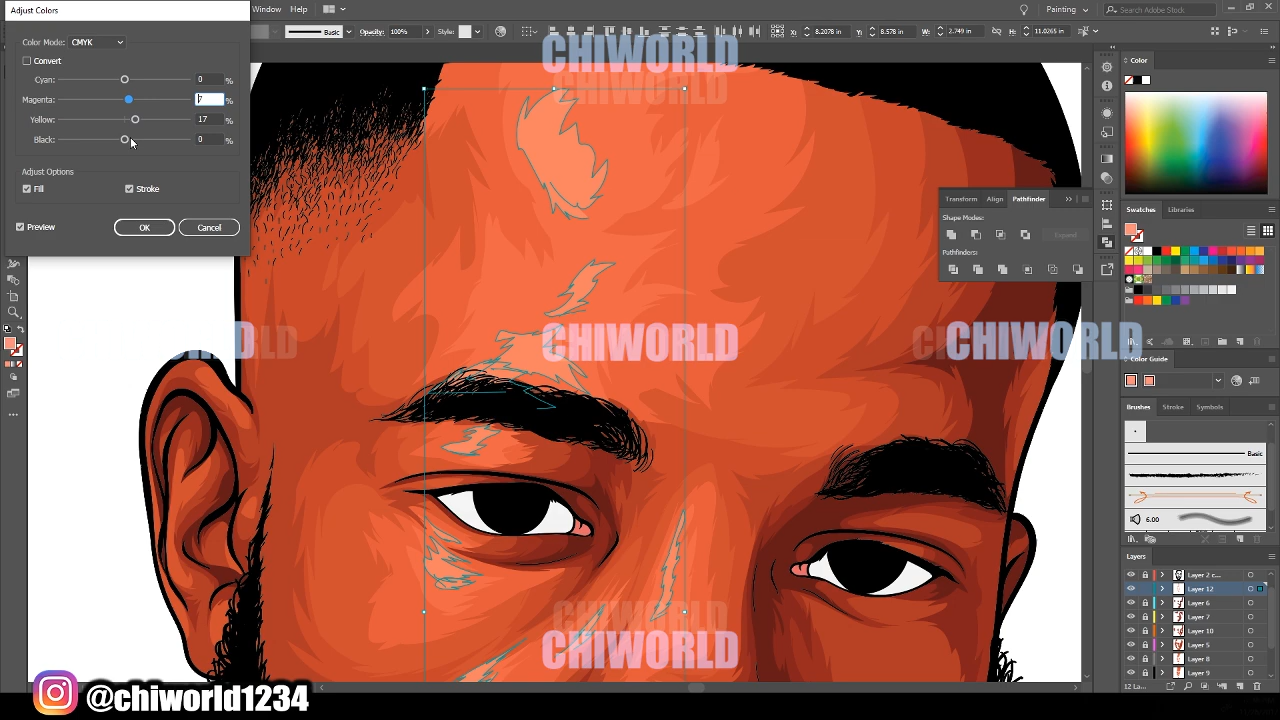 Adjust Colors
Window Help
Painting
Search Adobe Stock
Color Mode: CMYK
Basic
Opacity: 100%
Style:
X: 8.2078 in
Y: 8.578 in
W: 2.749 in
H: 11.0265 in
Convert
Cyan: 0 %
Magenta: 7 %
Yellow: 17 %
Black: 0 %
Adjust Options
Fill
Stroke
Preview
OK
Cancel
CHIWORLD
CHIWORLD
CHIWORLD
CHIWORLD
CHIWORLD
Color
Transform Align Pathfinder
Shape Modes:
Expand
Pathfinders:
Swatches Libraries
Color Guide
Brushes Stroke Symbols
Basic
6.00
Layers
Layer 2 c...
Layer 12
Layer 6
Layer 7
Layer 10
Layer 5
Layer 8
Layer 9
12 La...
@chiworld1234